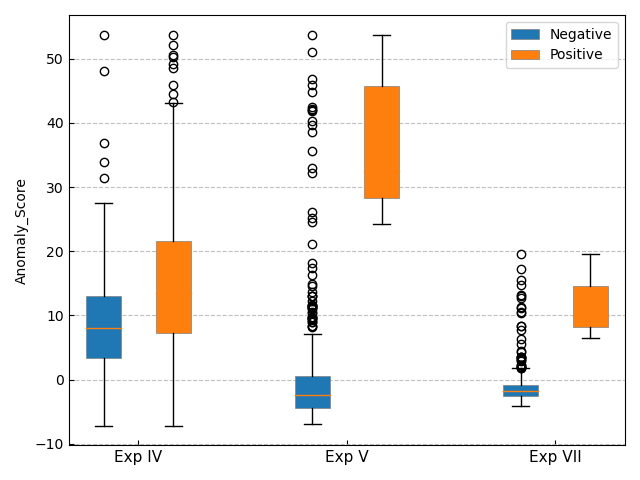 Negative
Positive
50
40
30
20
10
0
−10
Anomaly_Score
Exp IV
Exp V
Exp VII